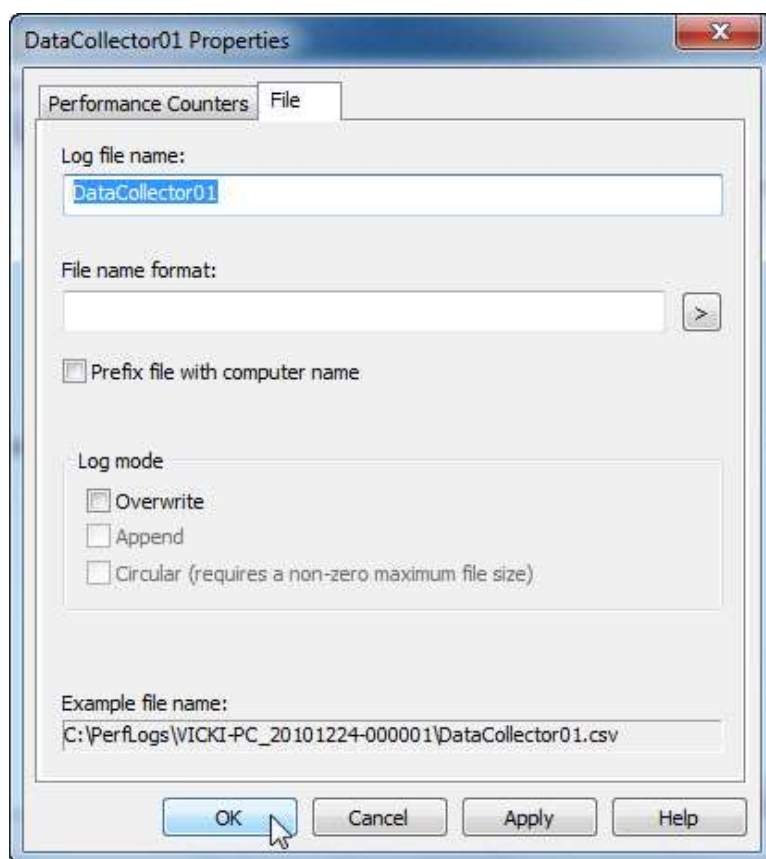 DataCollector01 Properties
Performance Counters File
Log file name:
DataCollector01
File name format:
>
Prefix file with computer name
Log mode
Overwrite
Append
Circular (requires a non-zero maximum file size)
Example file name:
C:\PerfLogs\VICKI-PC_20101224-000001\DataCollector01.csv
OK Cancel Apply Help